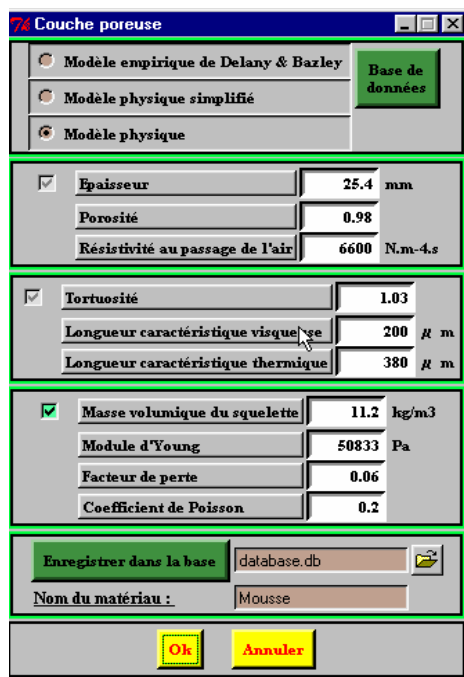 Couche poreuse
Modèle empirique de Delany & Bazley
Base de
données
Modèle physique simplifié
Modèle physique
Epaisseur 25.4 mm
Porosité 0.98
Résistivité au passage de l'air 6600 N.m-4.s
Tortuosité 1.03
Longueur caractéristique visqueuse 200 µ m
Longueur caractéristique thermique 380 µ m
Masse volumique du squelette 11.2 kg/m3
Module d'Young 50833 Pa
Facteur de perte 0.06
Coefficient de Poisson 0.2
Enregistrer dans la base database.db
Nom du matériau : Mousse
Ok Annuler